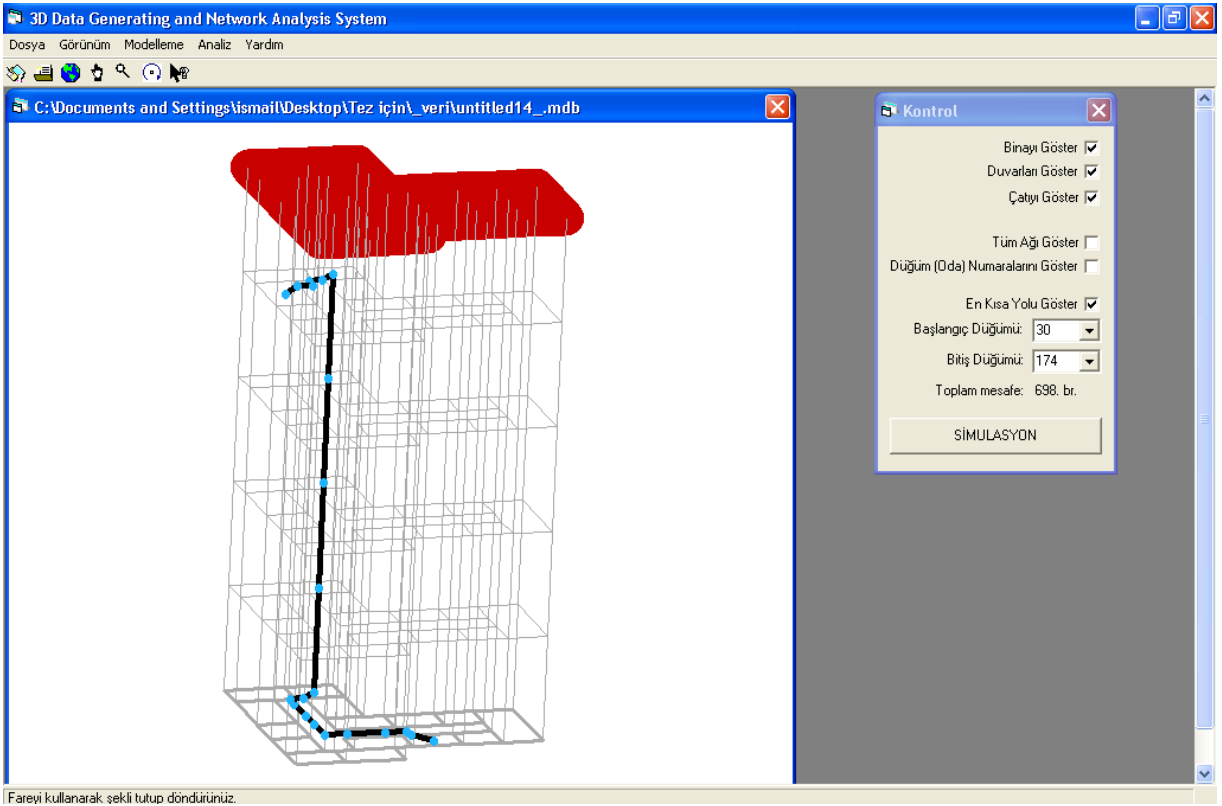 3D Data Generating and Network Analysis System
Dosya Görünüm Modelleme Analiz Yardım
C:\Documents and Settings\ismail\Desktop\Tez için\_veri\untitled14_.mdb
Kontrol
Binayı Göster
Duvarları Göster
Çatıyı Göster
Tüm Ağı Göster
Düğüm (Oda) Numaralarını Göster
En Kısa Yolu Göster
Başlangıç Düğümü: 30
Bitiş Düğümü: 174
Toplam mesafe: 698. br.
SİMULASYON
Fareyi kullanarak şekli tutup döndürünüz.